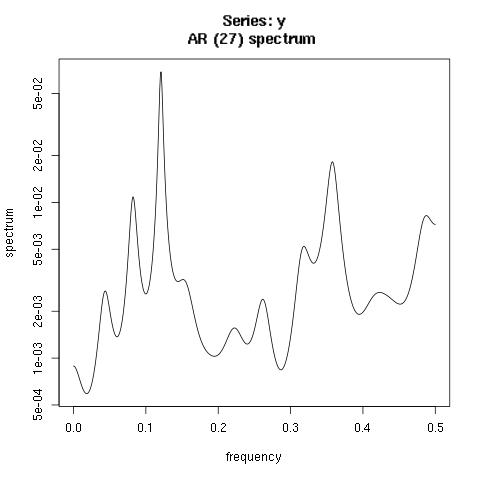 Series: y
AR (27) spectrum
spectrum
5e-02
2e-02
1e-02
5e-03
2e-03
1e-03
5e-04
0.0 0.1 0.2 0.3 0.4 0.5
frequency